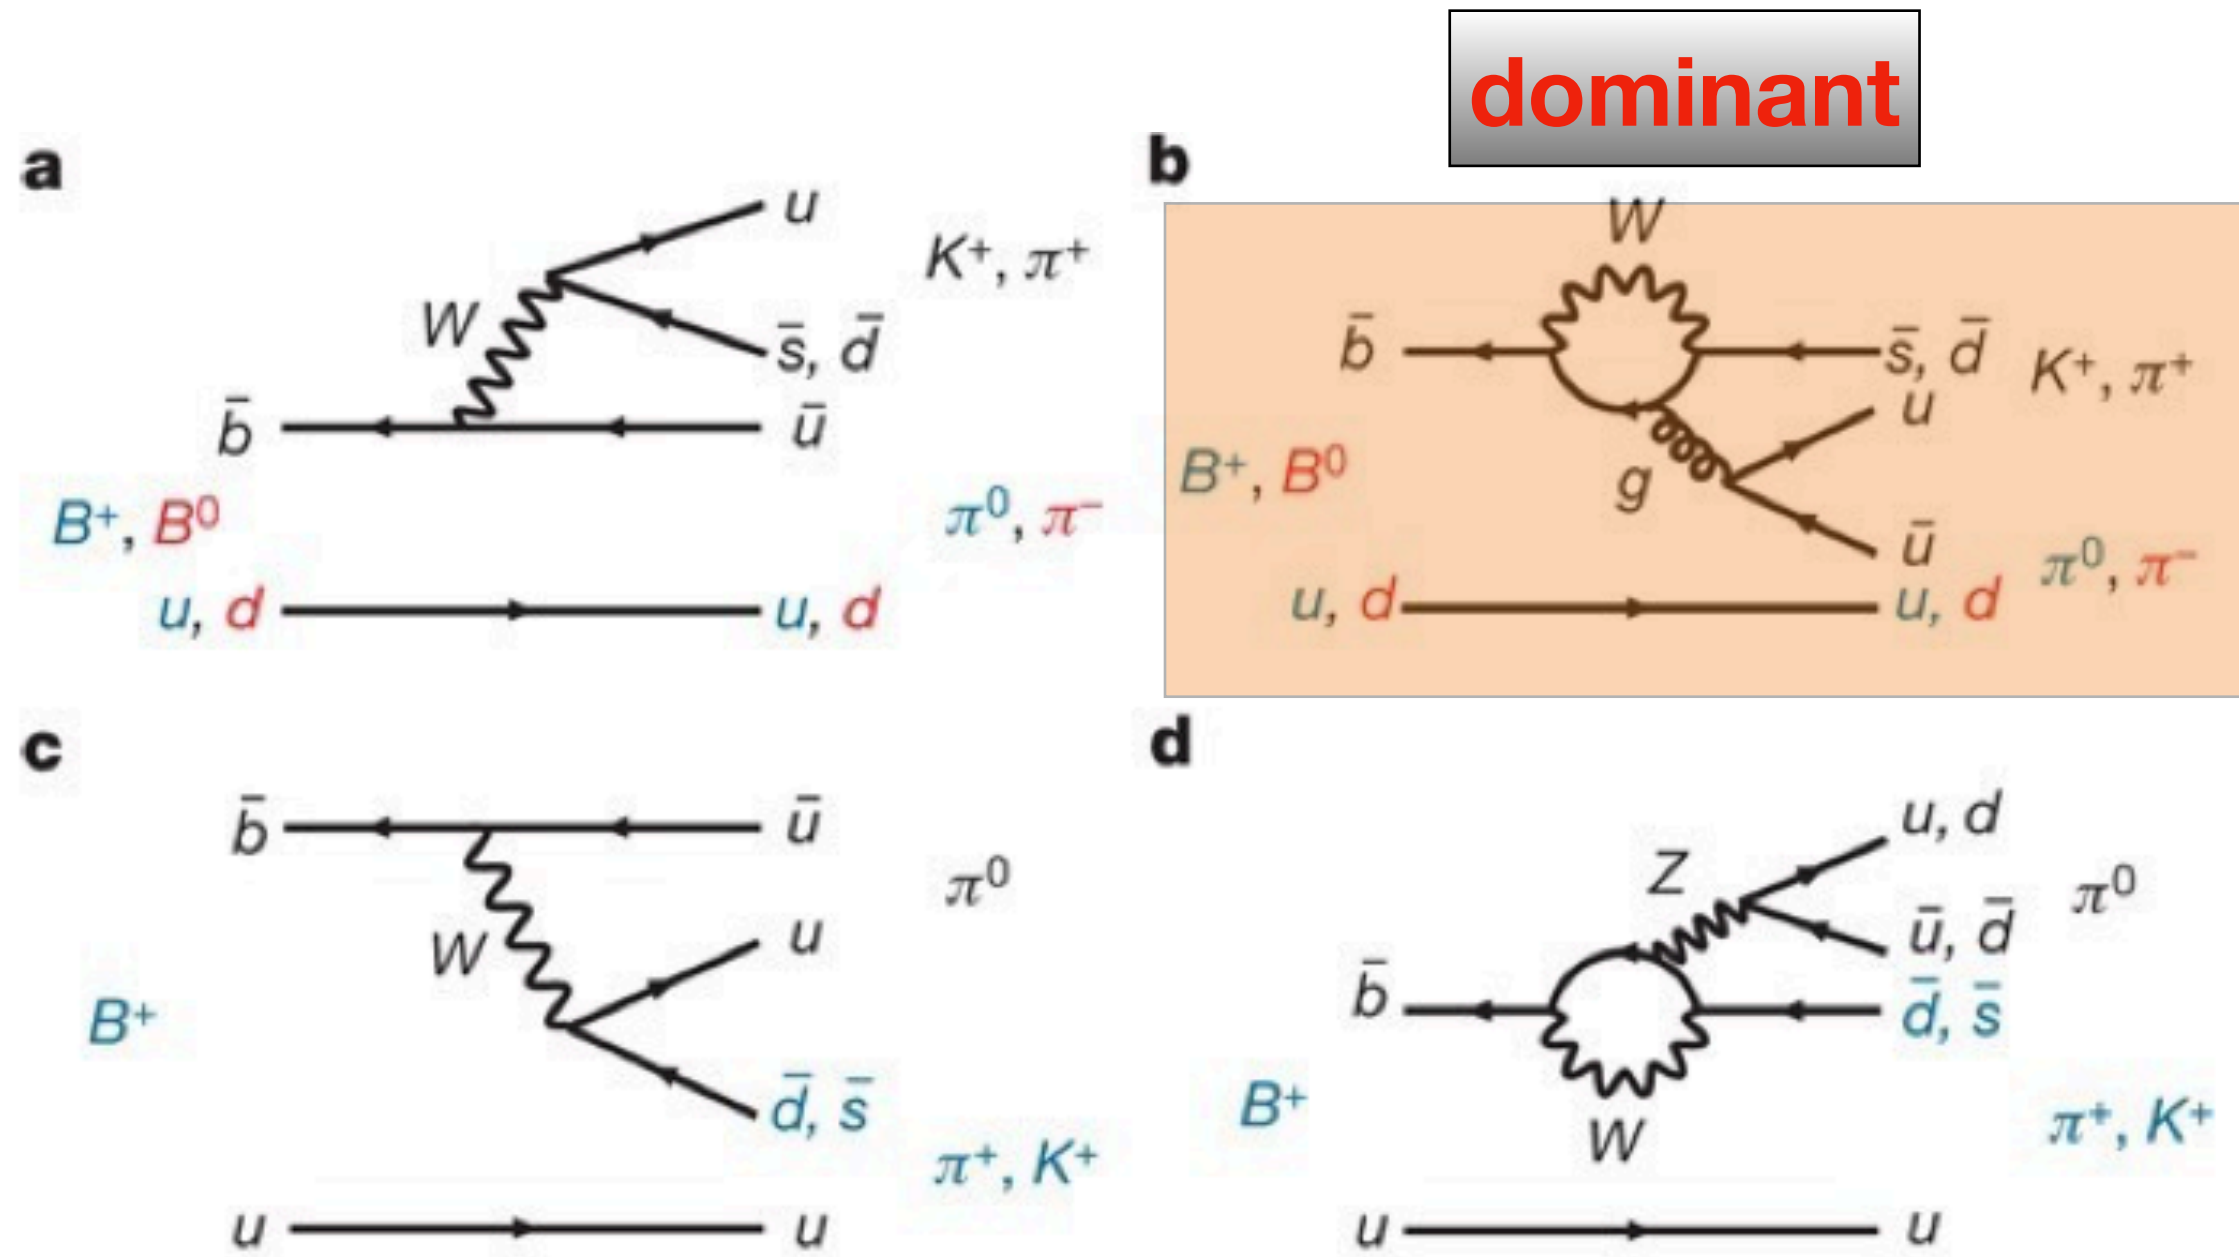 dominant
a
u
K⁺, π⁺
W
s̄, d̄
b̄
ū
B⁺, B⁰
π⁰, π⁻
u, d
u, d
b
W
b̄
s̄, d̄
K⁺, π⁺
u
B⁺, B⁰
g
ū
π⁰, π⁻
u, d
u, d
c
b̄
ū
π⁰
u
W
B⁺
d̄, s̄
π⁺, K⁺
u
u
d
u, d
Z
π⁰
ū, d̄
b̄
d̄, s̄
B⁺
W
π⁺, K⁺
u
u